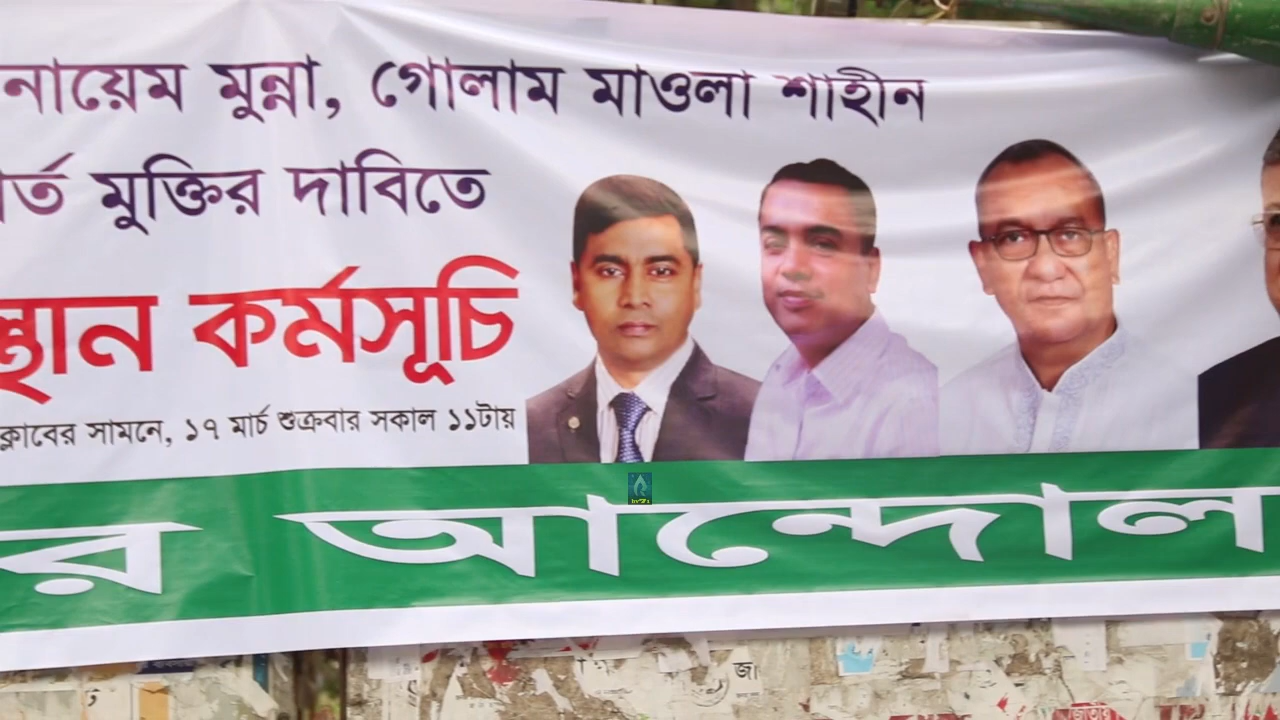 নায়েম মুন্না, গোলাম মাওলা শাহীন
র্ত মুক্তির দাবিতে
স্থান কর্মসূচি
ক্লাবের সামনে, ১৭ মার্চ শুক্রবার সকাল ১১টায়
র আন্দোল
জা